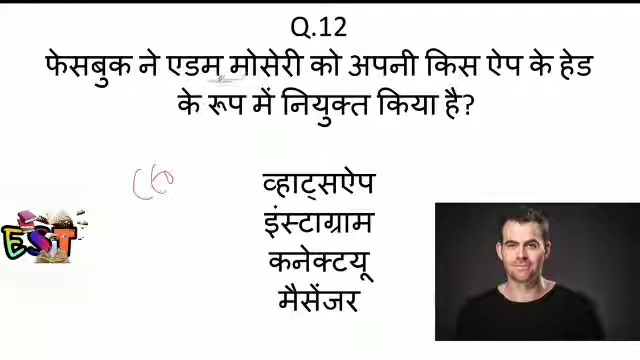 Q.12
फेसबुक ने एडम मोसेरी को अपनी किस ऐप के हेड
के रूप में नियुक्त किया है?
व्हाट्सऐप
इंस्टाग्राम
कनेक्टयू
मैसेंजर
EST